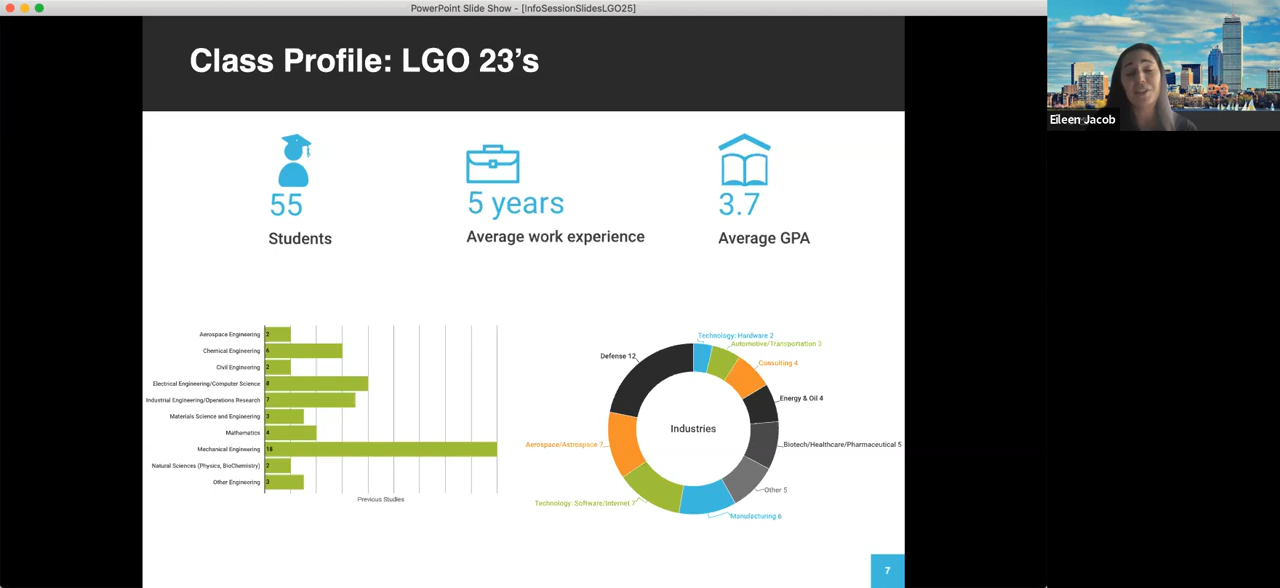 PowerPoint Slide Show - [InfoSessionSlidesLGO25]
Class Profile: LGO 23's
Eileen Jacob
55
Students
5 years
Average work experience
3.7
Average GPA
Aerospace Engineering 2
Chemical Engineering 6
Civil Engineering 2
Electrical Engineering/Computer Science 8
Industrial Engineering/Operations Research 7
Materials Science and Engineering 3
Mathematics 4
Mechanical Engineering 18
Natural Sciences (Physics, BioChemistry) 2
Other Engineering 3
Previous Studies
Technology: Hardware 2
Automotive/Transportation 3
Consulting 4
Energy & Oil 4
Biotech/Healthcare/Pharmaceutical 5
Other 5
Manufacturing 6
Technology: Software/Internet 7
Aerospace/Aerospace 7
Defense 12
Industries
7